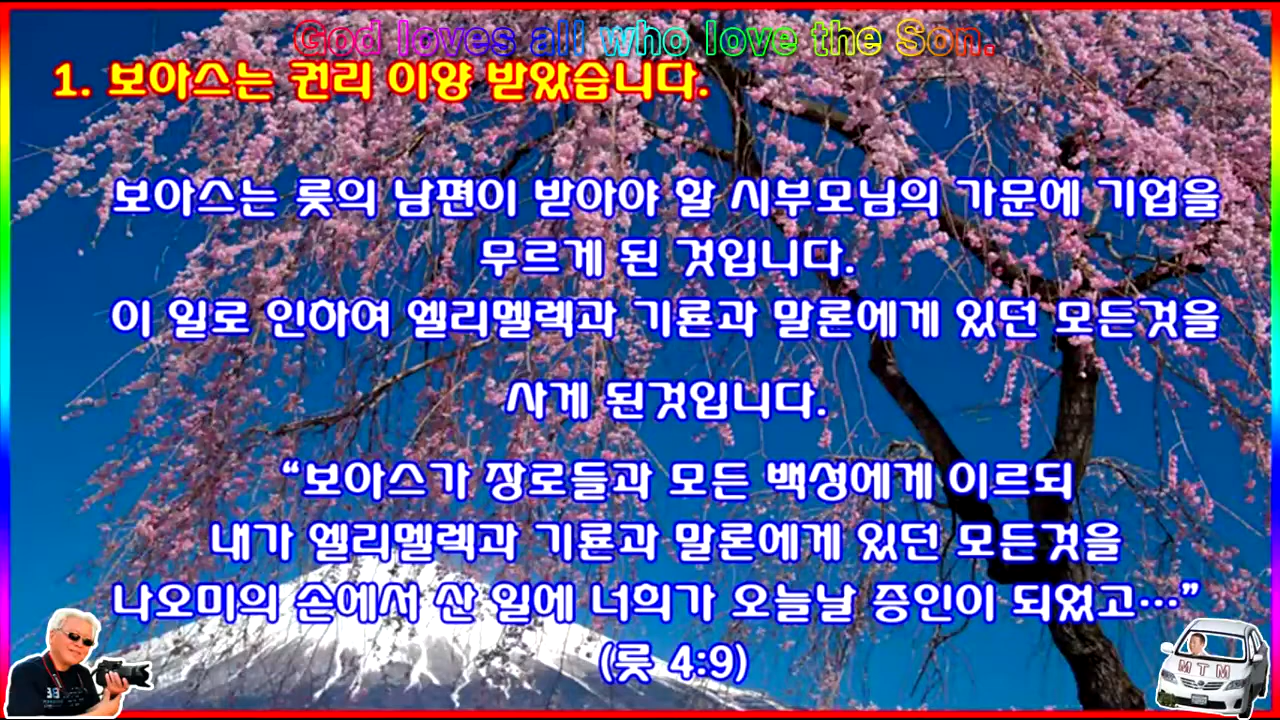 God loves all who love the Son.
1. 보아스는 권리 이양 받았습니다.
보아스는 룻의 남편이 받아야 할 시부모님의 가문에 기업을
무르게 된 것입니다.
이 일로 인하여 엘리멜렉과 기룐과 말론에게 있던 모든것을
사게 된것입니다.
“보아스가 장로들과 모든 백성에게 이르되
내가 엘리멜렉과 기룐과 말론에게 있던 모든것을
나오미의 손에서 산 일에 너희가 오늘날 증인이 되었고…”
(룻 4:9)
MTM